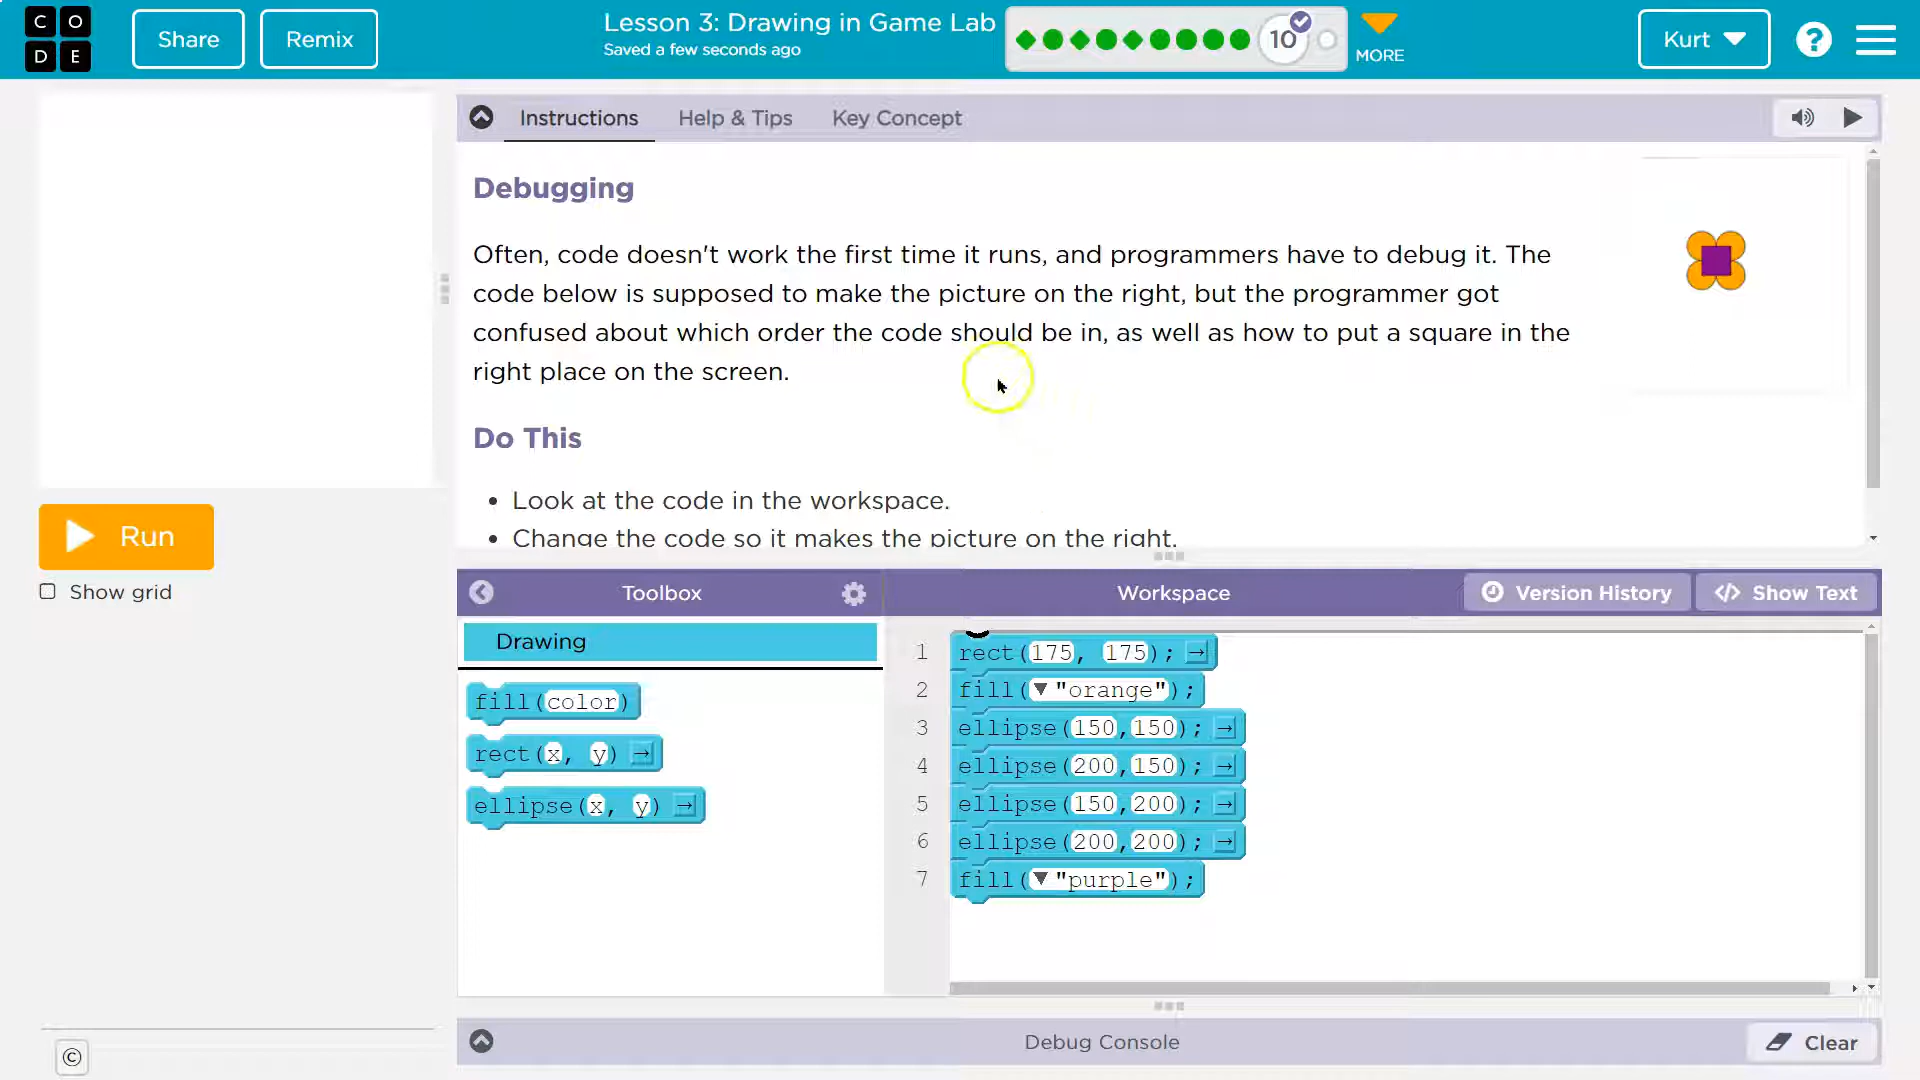 CO
DE
Share
Remix
Lesson 3: Drawing in Game Lab
Saved a few seconds ago
10
MORE
Kurt
?
Instructions
Help & Tips
Key Concept
Debugging
Often, code doesn't work the first time it runs, and programmers have to debug it. The
code below is supposed to make the picture on the right, but the programmer got
confused about which order the code should be in, as well as how to put a square in the
right place on the screen.
Do This
• Look at the code in the workspace.
• Change the code so it makes the picture on the right.
Run
Show grid
Toolbox
Workspace
Version History
</> Show Text
Drawing
fill(color)
rect(x, y) →
ellipse(x, y) →
1 rect(175, 175); →
2 fill(▼ "orange");
3 ellipse(150,150); →
4 ellipse(200,150); →
5 ellipse(150,200); →
6 ellipse(200,200); →
7 fill(▼ "purple");
Debug Console
Clear
©